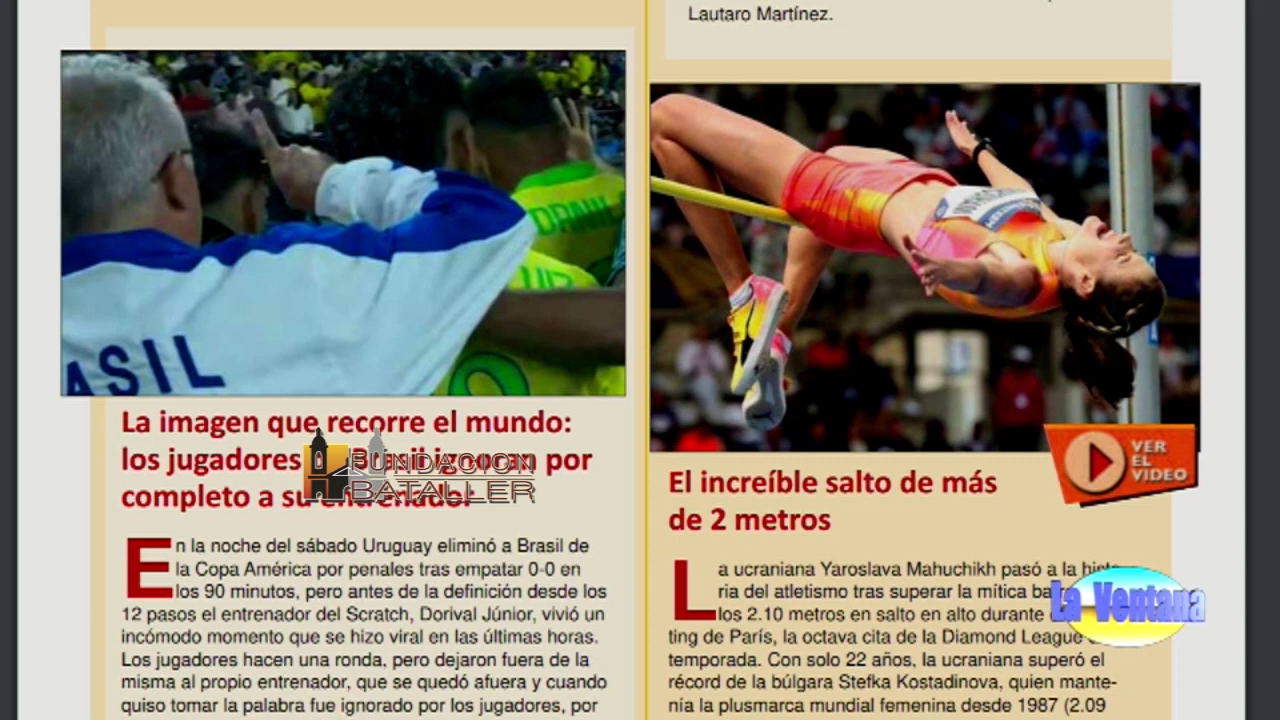 Lautaro Martínez.
ASIL
DANIL
La imagen que recorre el mundo:
los jugadores Brasil ignoran por
completo a su entrenador
FUNDACION
BATALLER
En la noche del sábado Uruguay eliminó a Brasil de
la Copa América por penales tras empatar 0-0 en
los 90 minutos, pero antes de la definición desde los
12 pasos el entrenador del Scratch, Dorival Júnior, vivió un
incómodo momento que se hizo viral en las últimas horas.
Los jugadores hacen una ronda, pero dejaron fuera de la
misma al propio entrenador, que se quedó afuera y cuando
quiso tomar la palabra fue ignorado por los jugadores, por
VER
EL
VIDEO
El increíble salto de más
de 2 metros
La ucraniana Yaroslava Mahuchikh pasó a la histo-
ria del atletismo tras superar la mítica
los 2.10 metros en salto en alto durante
ting de París, la octava cita de la Diamond League
temporada. Con solo 22 años, la ucraniana superó el
récord de la búlgara Stefka Kostadinova, quien mante-
nía la plusmarca mundial femenina desde 1987 (2.09
La Ventana